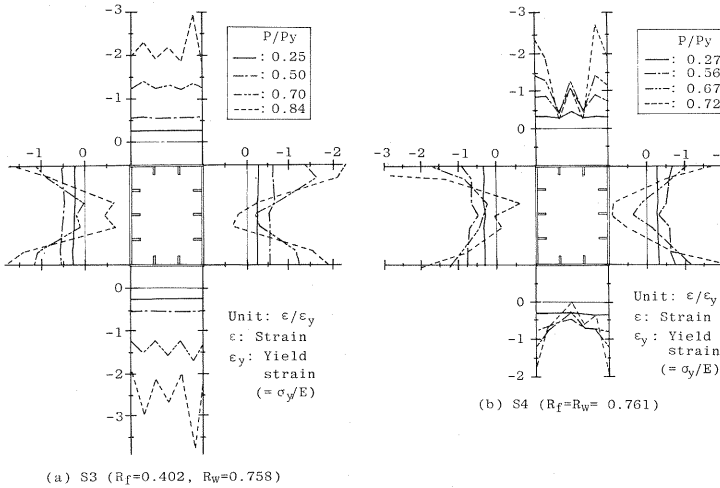 -3
-2
-1
0
P/Py
: 0.25
: 0.50
: 0.70
: 0.84
-1 0
0 -1 -2
0
-1
-2
-3
Unit: ε/εy
ε: Strain
εy: Yield
strain
(= σy/E)
(a) S3 (Rf=0.402, Rw=0.758)
-3
-2
-1
0
P/Py
: 0.27
: 0.56
: 0.67
: 0.72
-3 -2 -1 0
0 -1
0
-1
-2
Unit: ε/εy
ε: Strain
εy: Yield
strain
(= σy/E)
(b) S4 (Rf=Rw= 0.761)